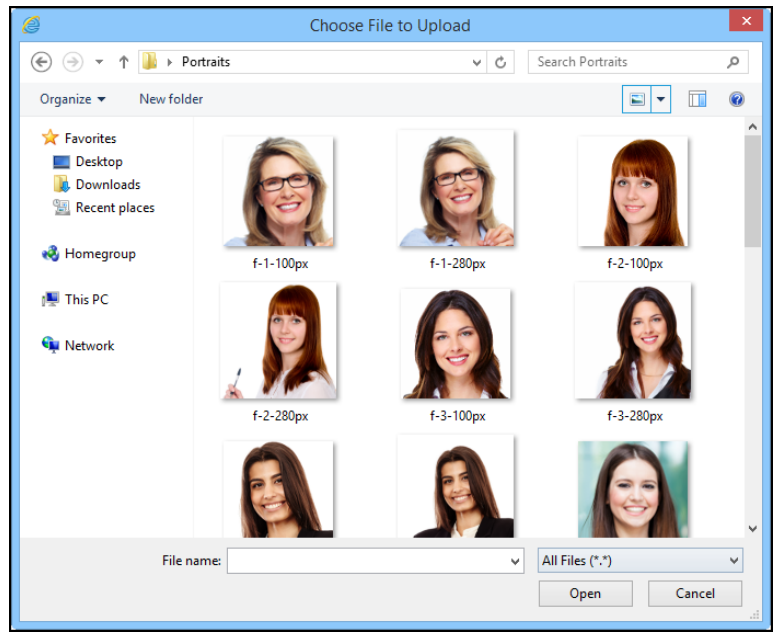 Choose File to Upload
Portraits
Search Portraits
Organize
New folder
Favorites
Desktop
Downloads
Recent places
Homegroup
This PC
Network
f-1-100px
f-1-280px
f-2-100px
f-2-280px
f-3-100px
f-3-280px
File name:
All Files (*.*)
Open
Cancel